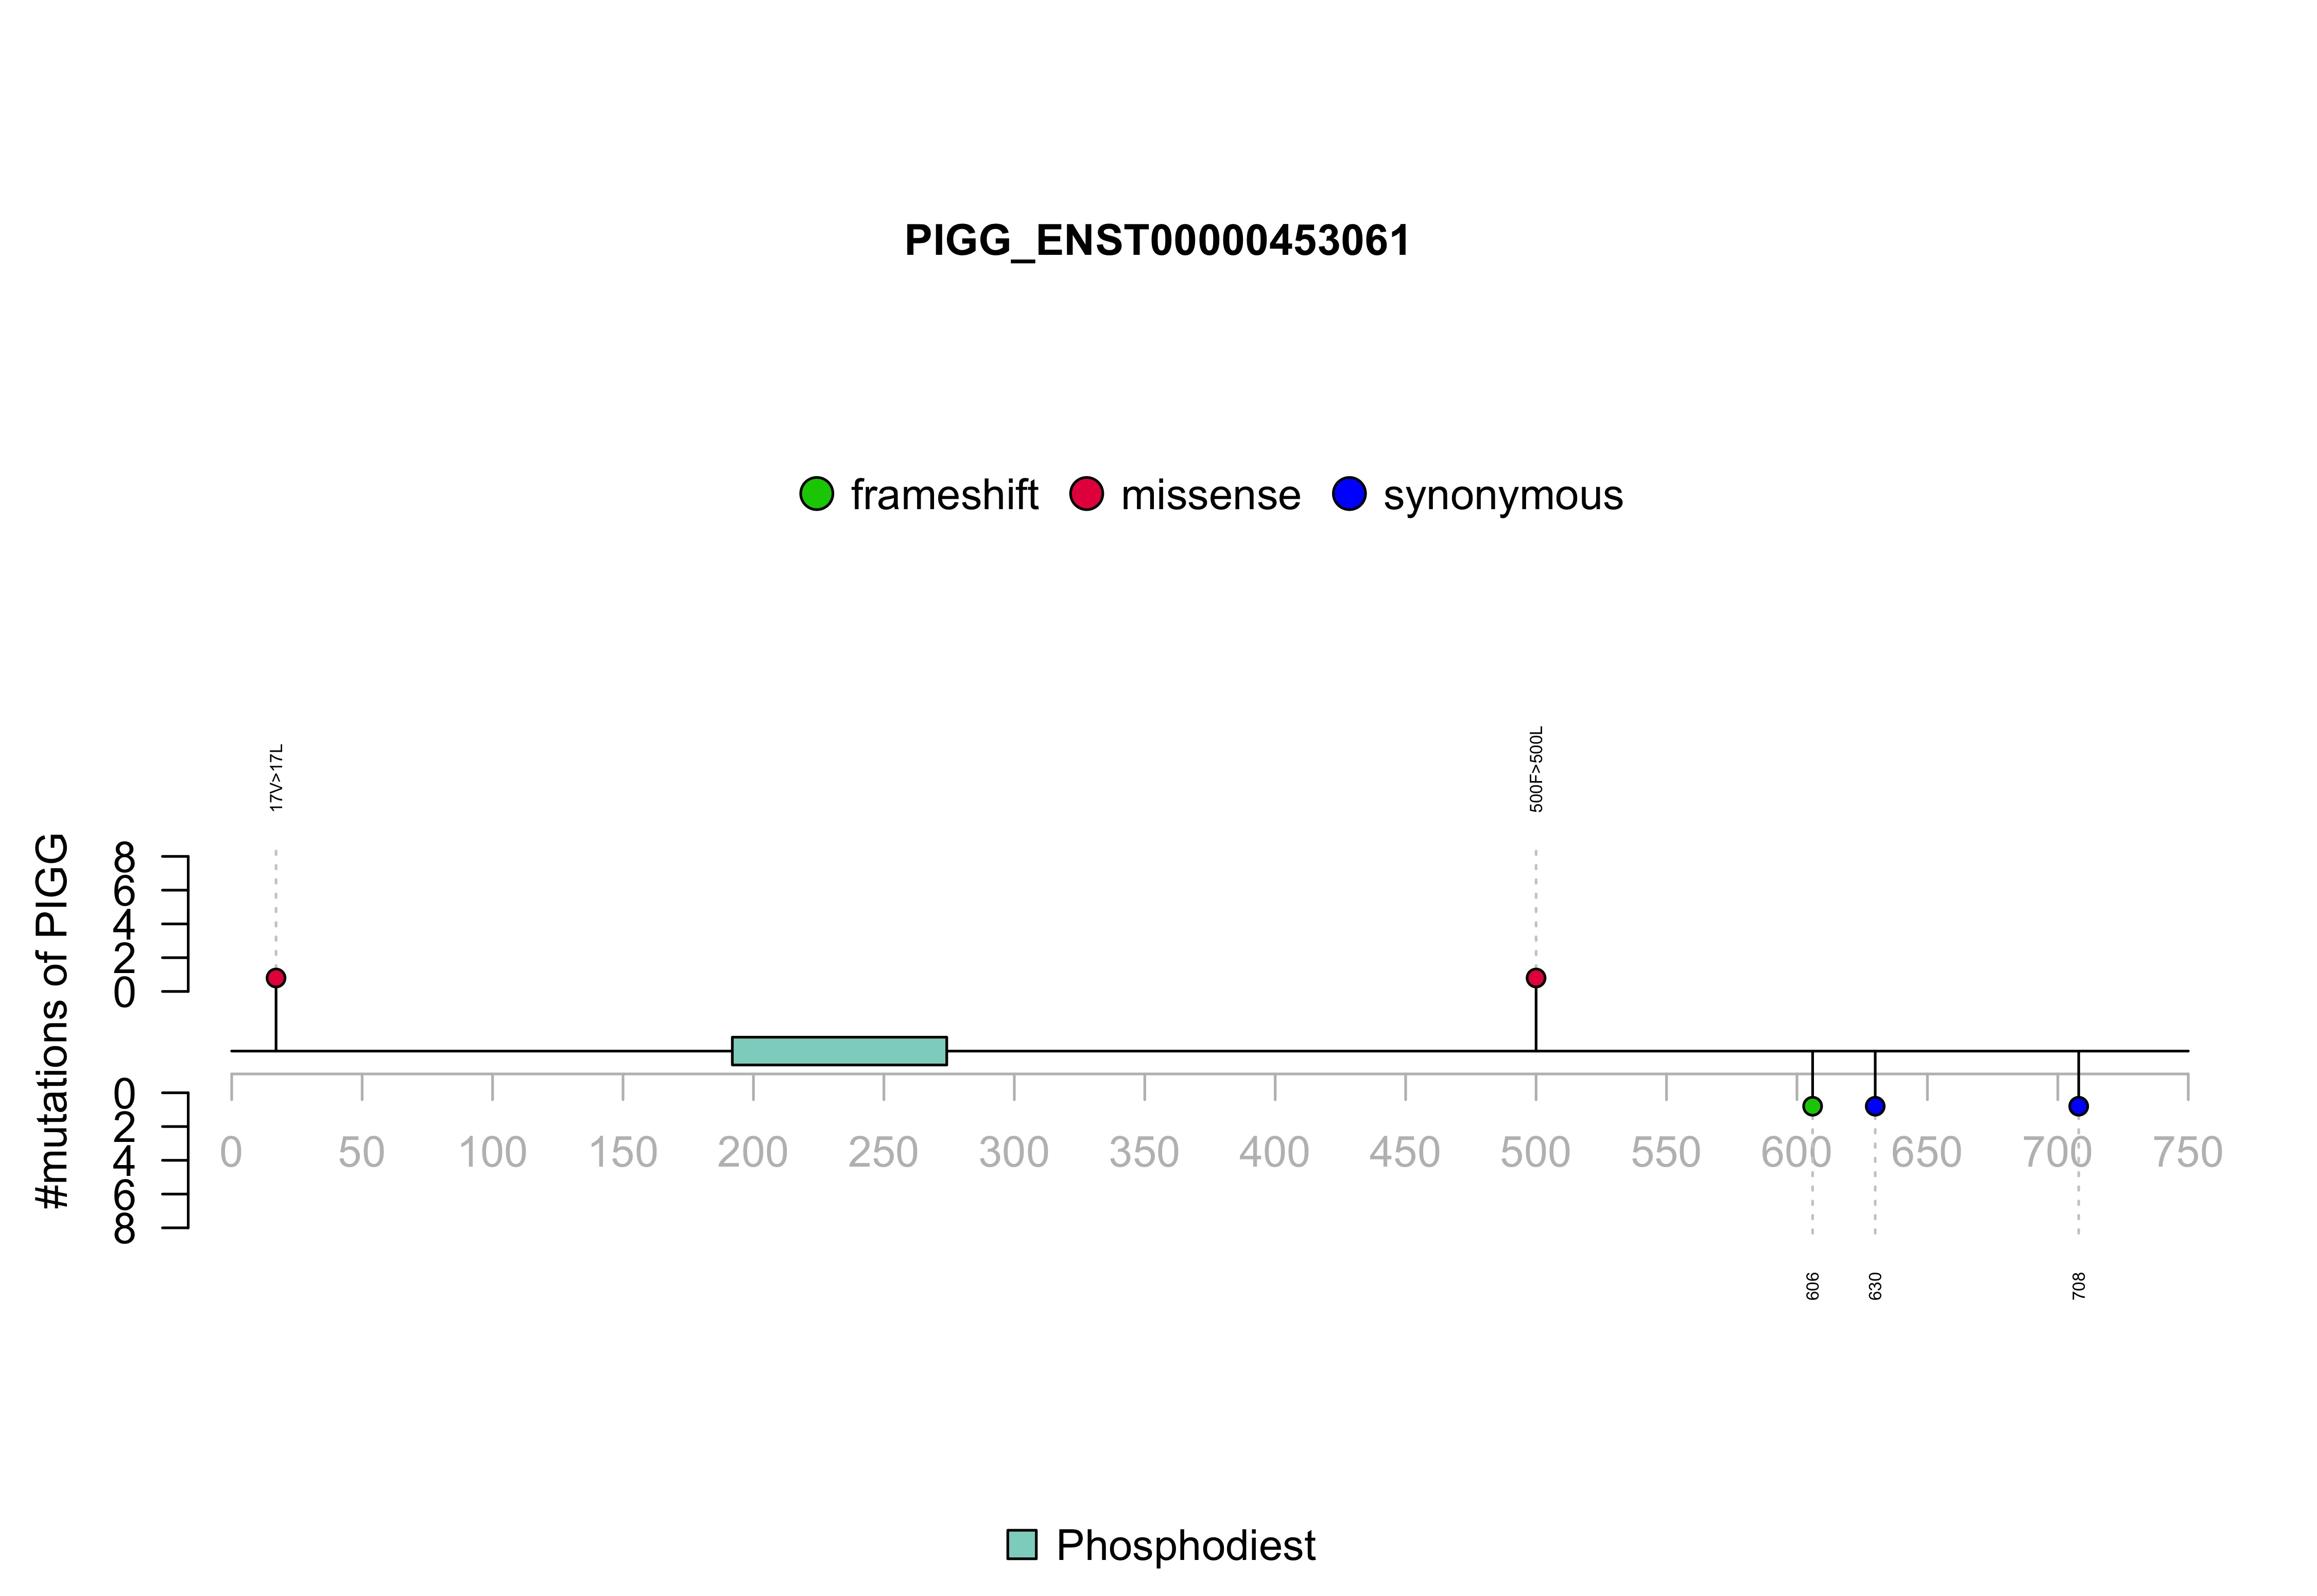 PIGG_ENST00000453061
frameshift missense synonymous
17V>17L
500F>500L
#mutations of PIGG
8
6
4
2
0
0
2
4
6
8
0 50 100 150 200 250 300 350 400 450 500 550 600 650 700 750
606
630
708
Phosphodiest